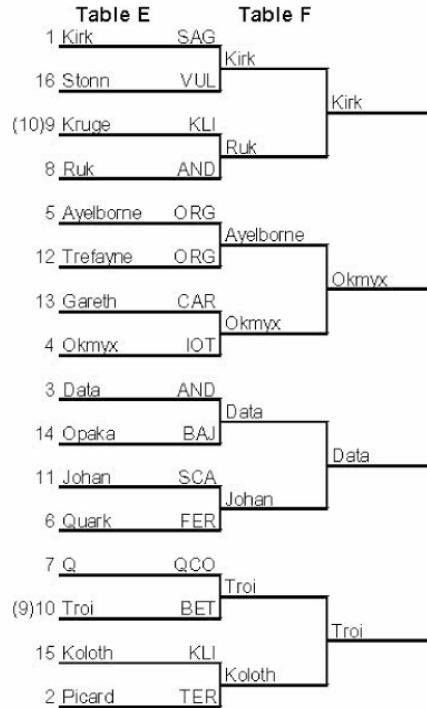 Table E Table F
1 Kirk SAG
Kirk
16 Stonn VUL
Kirk
(10)9 Kruge KLI
Ruk
8 Ruk AND
5 Ayelborne ORG
Ayelborne
12 Trefayne ORG
Okmyx
13 Gareth CAR
Okmyx
4 Okmyx IOT
3 Data AND
Data
14 Opaka BAJ
Data
11 Johan SCA
Johan
6 Quark FER
7 Q QCO
Troi
(9)10 Troi BET
Troi
15 Koloth KLI
Koloth
2 Picard TER